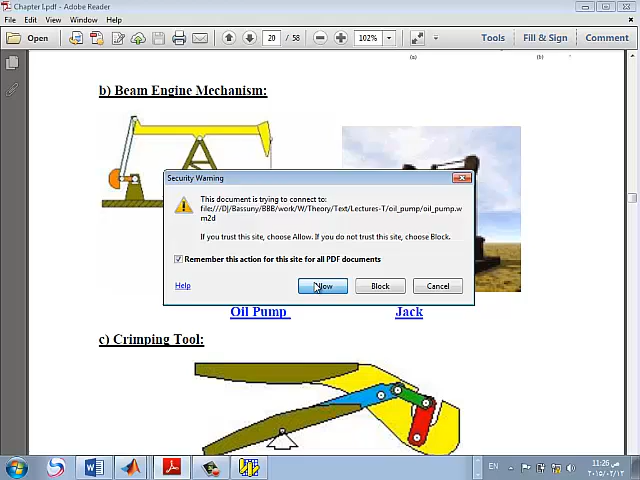 Chapter I.pdf - Adobe Reader
File Edit View Window Help
Open 20 / 58 102% Tools Fill & Sign Comment
(a) (b)
b) Beam Engine Mechanism:
Security Warning
This document is trying to connect to:
file:///D|/Bassuny/BBB/work/W/Theory/Text/Lectures-T/oil_pump/oil_pump.w
m2d
If you trust this site, choose Allow. If you do not trust this site, choose Block.
Remember this action for this site for all PDF documents
Help Allow Block Cancel
Oil Pump Jack
c) Crimping Tool:
EN 11:26 ص
٢٠١٥/٠٢/١٢